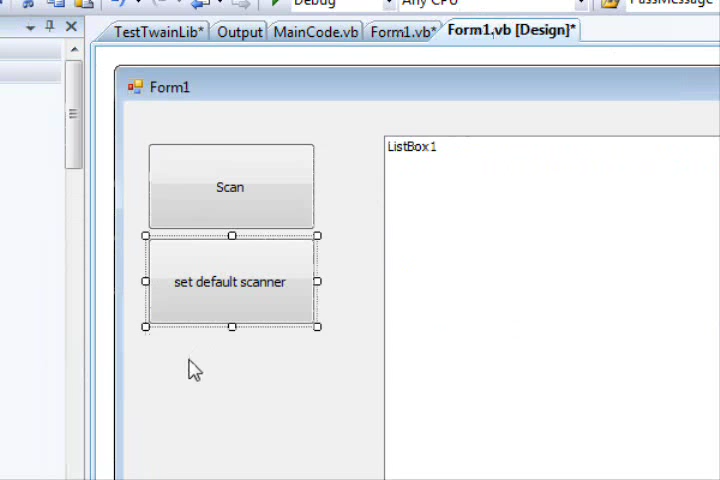 Debug Any CPU PassMessage
TestTwainLib* Output MainCode.vb Form1.vb* Form1.vb [Design]*
Form1
ListBox1
Scan
set default scanner